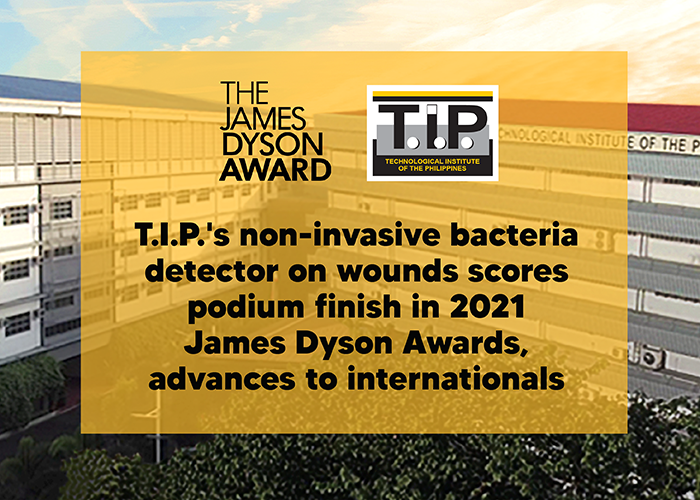 THE
JAMES
DYSON
AWARD
T.I.P.
TECHNOLOGICAL INSTITUTE
OF THE PHILIPPINES
TECHNOLOGICAL INSTITUTE OF THE P
T.I.P.'s non-invasive bacteria
detector on wounds scores
podium finish in 2021
James Dyson Awards,
advances to internationals